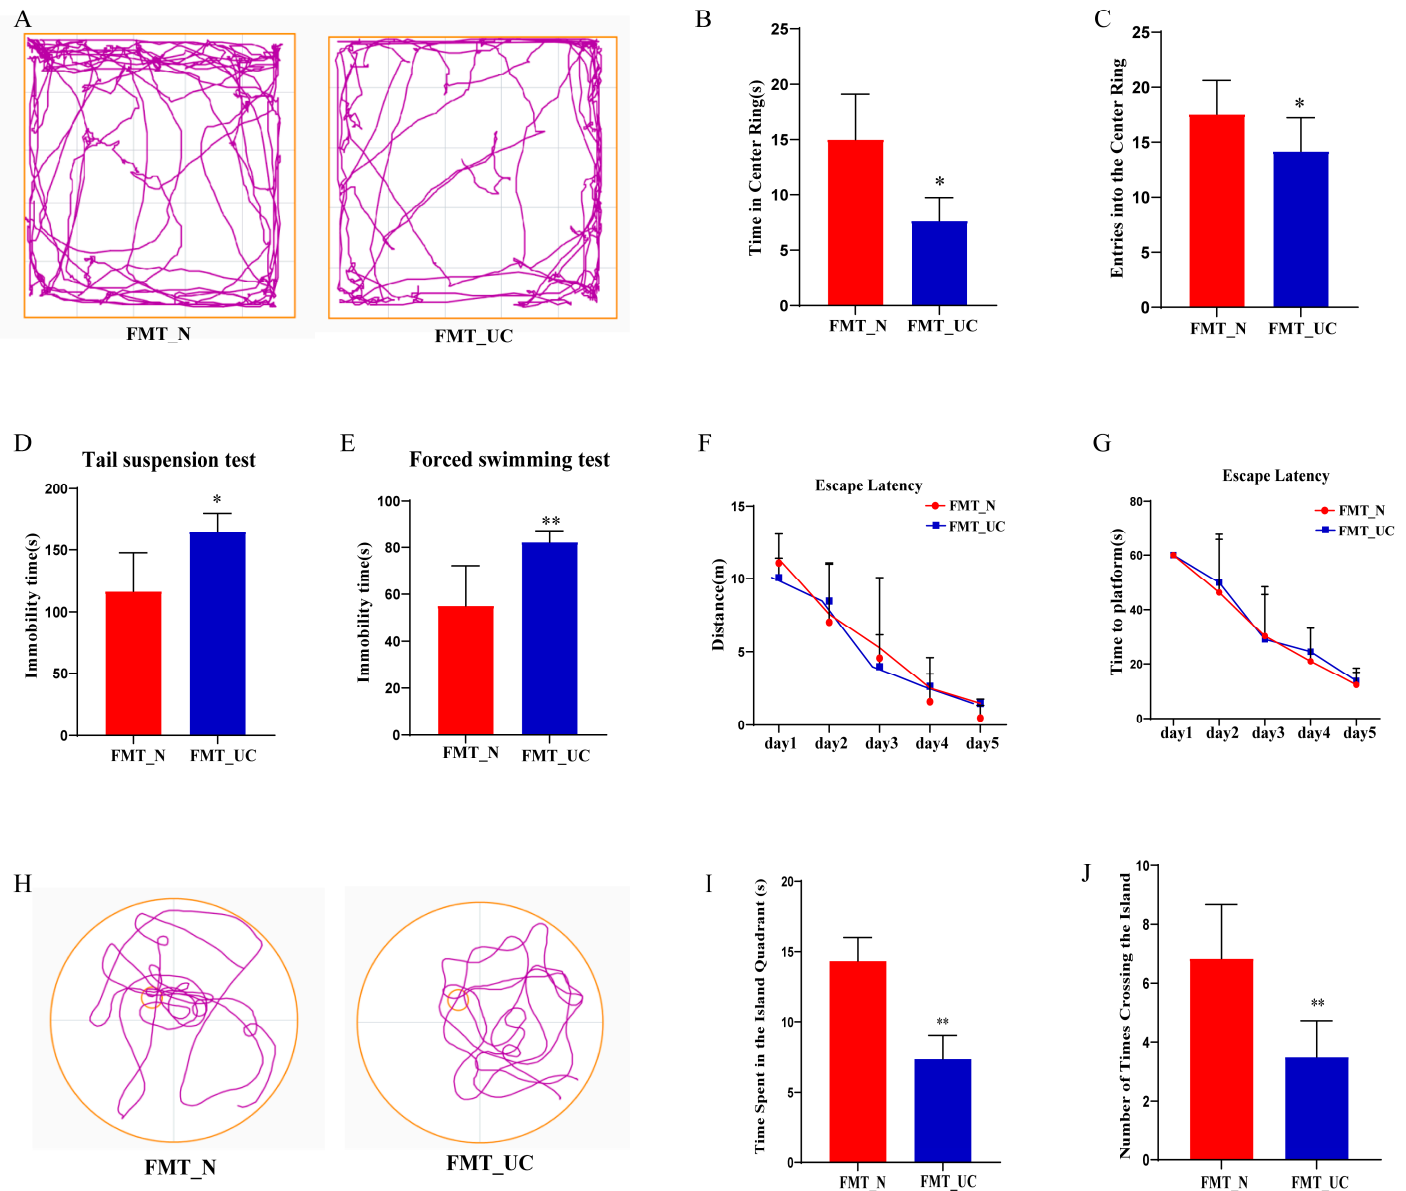 A
FMT_N
FMT_UC
B
Time in Center Ring(s)
25
20
15
10
5
0
*
FMT_N
FMT_UC
C
Entries into the Center Ring
25
20
15
10
5
0
*
FMT_N
FMT_UC
D
Tail suspension test
Immobility time(s)
200
150
100
50
0
*
FMT_N
FMT_UC
E
Forced swimming test
Immobility time(s)
100
80
60
40
20
0
**
FMT_N
FMT_UC
F
Escape Latency
FMT_N
FMT_UC
Distance(m)
15
10
5
0
day1 day2 day3 day4 day5
G
Escape Latency
FMT_N
FMT_UC
Time to platform(s)
80
60
40
20
0
day1 day2 day3 day4 day5
H
FMT_N
FMT_UC
I
Time Spent in the Island Quadrant (s)
20
15
10
5
0
**
FMT_N
FMT_UC
J
Number of Times Crossing the Island
10
8
6
4
2
0
**
FMT_N
FMT_UC